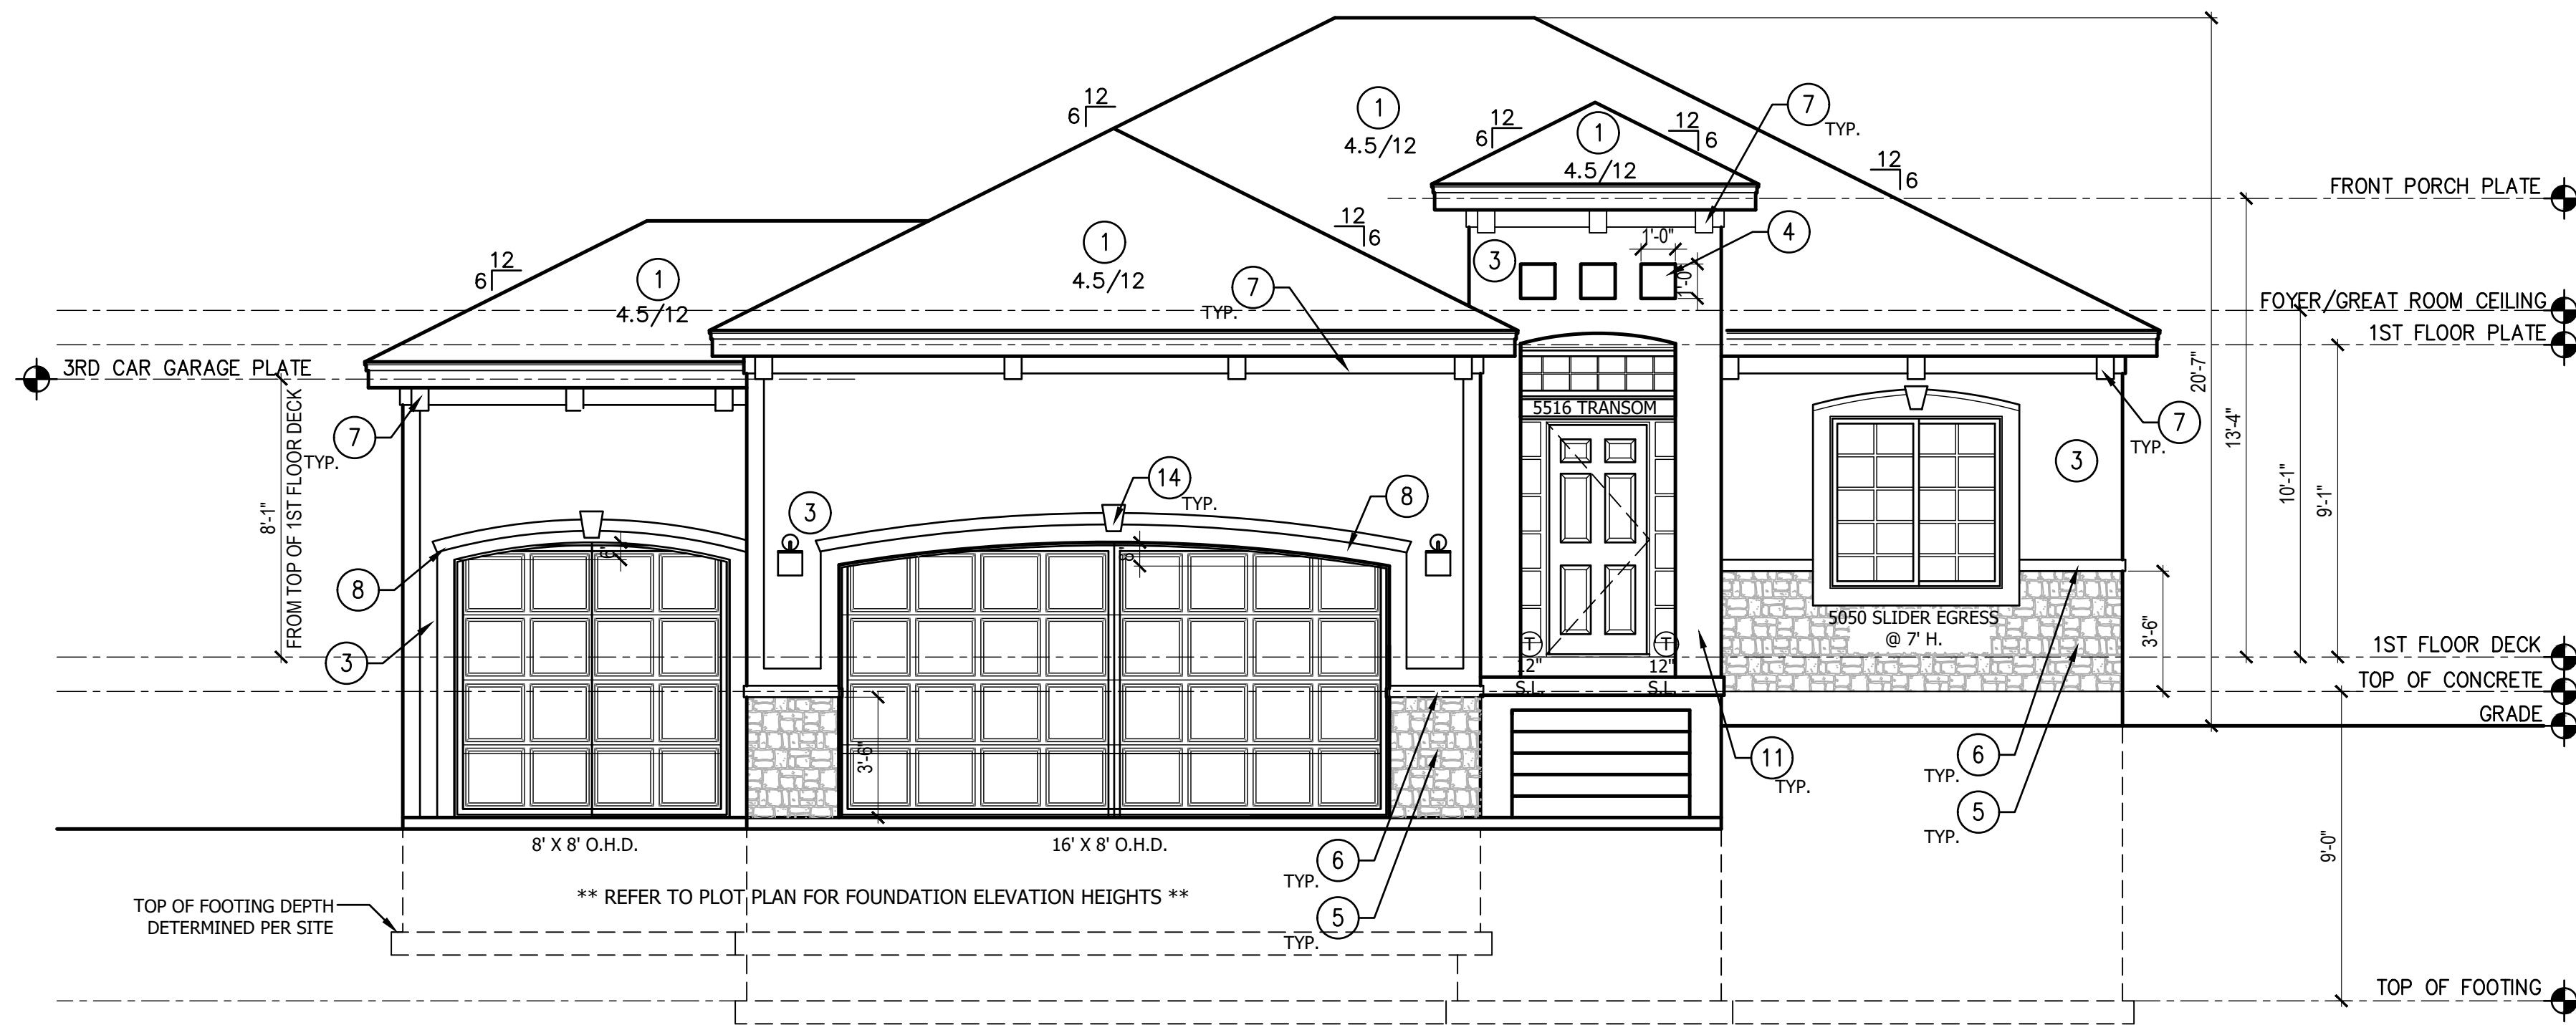 12
6
1
4.5/12
12
6
1
4.5/12
12
6
7
TYP.
12
6
FRONT PORCH PLATE
12
6
1
4.5/12
12
6
1
4.5/12
7
TYP.
3
1'-0"
1'-0"
4
FOYER/GREAT ROOM CEILING
1ST FLOOR PLATE
3RD CAR GARAGE PLATE
8'-1"
FROM TOP OF 1ST FLOOR DECK
7
TYP.
5516 TRANSOM
20'-7"
13'-4"
10'-1"
9'-1"
7
TYP.
3
3
14
TYP.
8
6"
6"
8
3
T
12"
S.L.
T
12"
S.L.
5050 SLIDER EGRESS
@ 7' H.
3'-6"
1ST FLOOR DECK
TOP OF CONCRETE
GRADE
3'-6"
11
TYP.
6
TYP.
5
TYP.
8' X 8' O.H.D.
16' X 8' O.H.D.
6
TYP.
5
TYP.
9'-0"
** REFER TO PLOT PLAN FOR FOUNDATION ELEVATION HEIGHTS **
TOP OF FOOTING DEPTH
DETERMINED PER SITE
TOP OF FOOTING